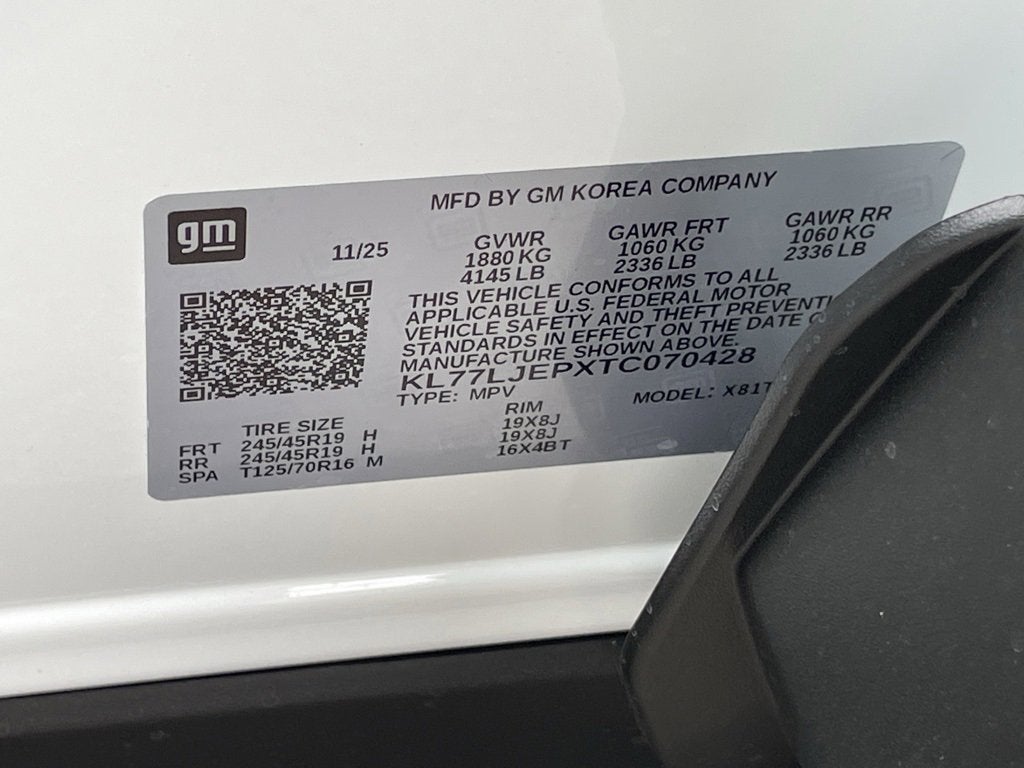 MFD BY GM KOREA COMPANY
gm
11/25
GVWR
1880 KG
4145 LB
GAWR FRT
1060 KG
2336 LB
GAWR RR
1060 KG
2336 LB
THIS VEHICLE CONFORMS TO ALL
APPLICABLE U.S. FEDERAL MOTOR
VEHICLE SAFETY AND THEFT PREVENTI
STANDARDS IN EFFECT ON THE DATE
MANUFACTURE SHOWN ABOVE.
KL77LJEPXTC070428
TYPE: MPV MODEL: X81T
TIRE SIZE RIM
FRT 245/45R19 H 19X8J
RR 245/45R19 H 19X8J
SPA T125/70R16 M 16X4BT